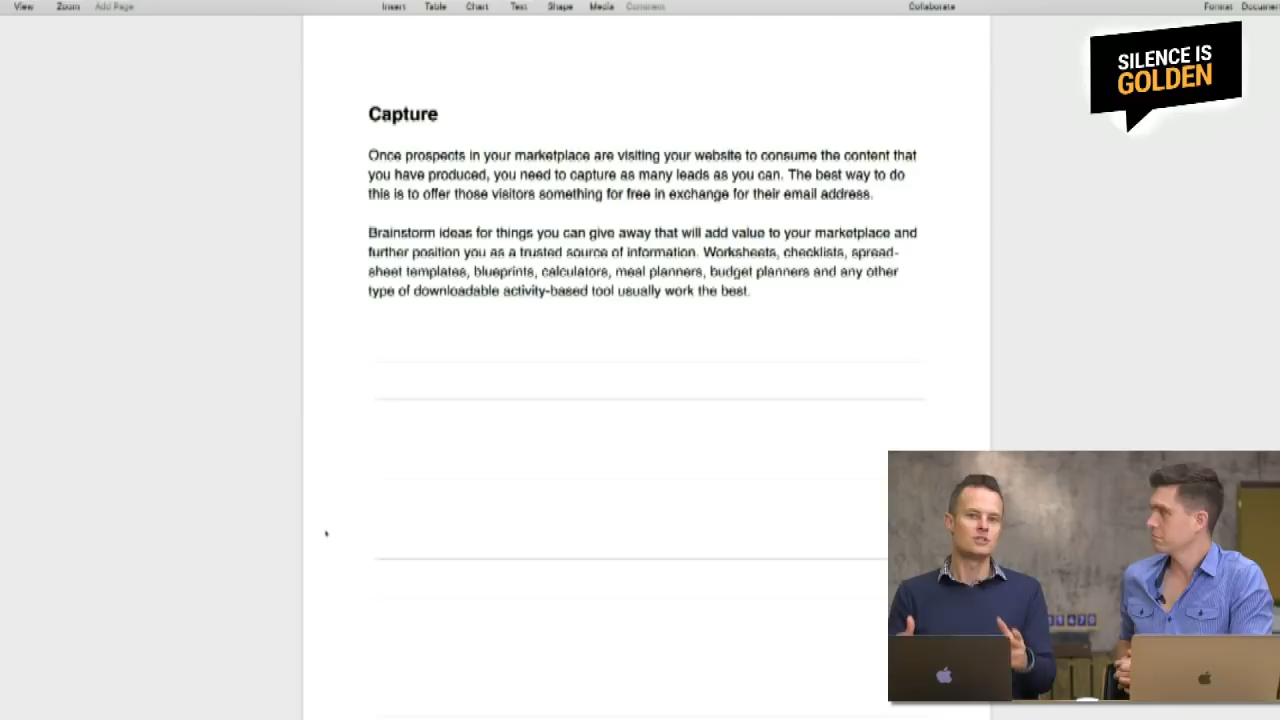 View Zoom Add Page Insert Table Chart Text Shape Media Comment Collaborate Format Documen
SILENCE IS
GOLDEN
Capture
Once prospects in your marketplace are visiting your website to consume the content that
you have produced, you need to capture as many leads as you can. The best way to do
this is to offer those visitors something for free in exchange for their email address.
Brainstorm ideas for things you can give away that will add value to your marketplace and
further position you as a trusted source of information. Worksheets, checklists, spread-
sheet templates, blueprints, calculators, meal planners, budget planners and any other
type of downloadable activity-based tool usually work the best.